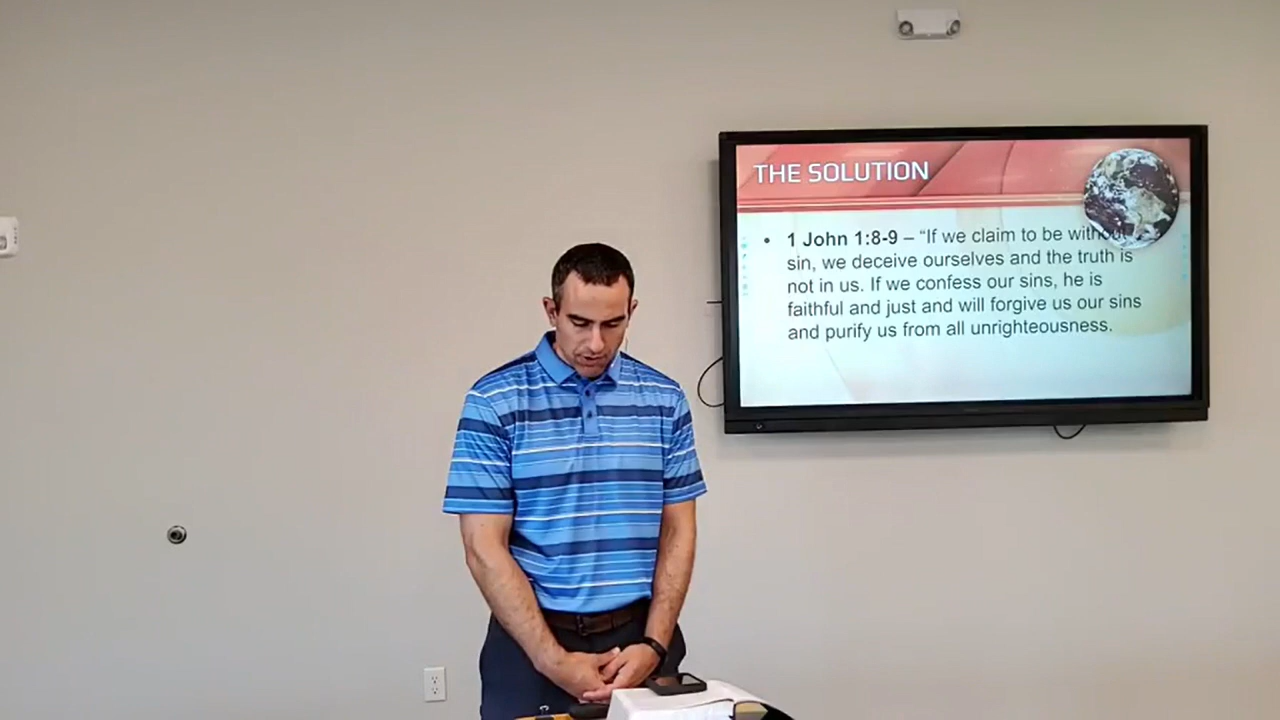 THE SOLUTION
• 1 John 1:8-9 – “If we claim to be without
sin, we deceive ourselves and the truth is
not in us. If we confess our sins, he is
faithful and just and will forgive us our sins
and purify us from all unrighteousness.